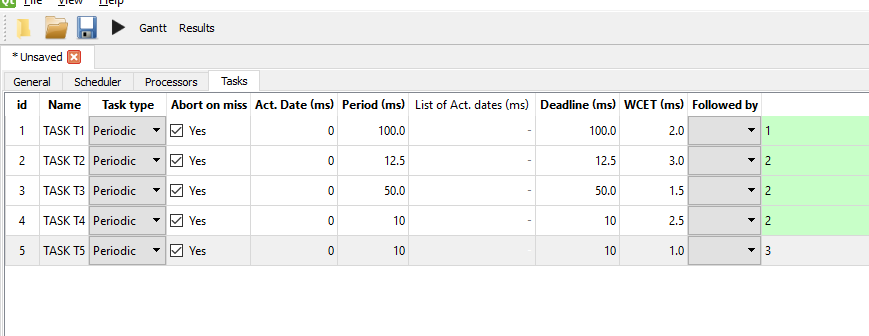 Qt File View Help
Gantt Results
* Unsaved
General Scheduler Processors Tasks
id Name Task type Abort on miss Act. Date (ms) Period (ms) List of Act. dates (ms) Deadline (ms) WCET (ms) Followed by
1 TASK T1 Periodic Yes 0 100.0 - 100.0 2.0 1
2 TASK T2 Periodic Yes 0 12.5 - 12.5 3.0 2
3 TASK T3 Periodic Yes 0 50.0 - 50.0 1.5 2
4 TASK T4 Periodic Yes 0 10 - 10 2.5 2
5 TASK T5 Periodic Yes 0 10 - 10 1.0 3